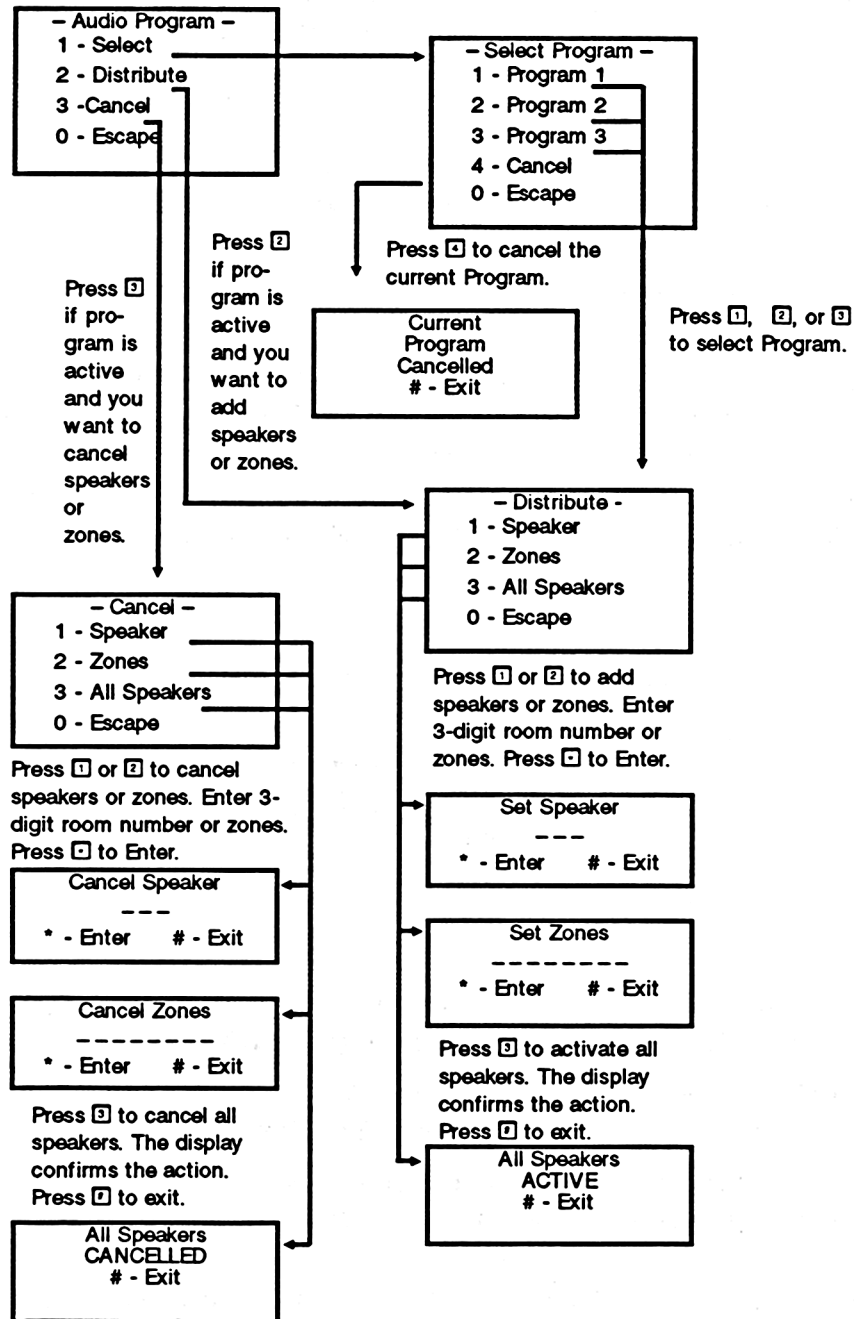 – Audio Program –
1 - Select
2 - Distribute
3 -Cancel
0 - Escape
– Select Program –
1 - Program 1
2 - Program 2
3 - Program 3
4 - Cancel
0 - Escape
Press 3
if pro-
gram is
active
and you
want to
cancel
speakers
or
zones.
Press 2
if pro-
gram is
active
and you
want to
add
speakers
or zones.
Press 4 to cancel the
current Program.
Current
Program
Cancelled
# - Exit
Press 1, 2, or 3
to select Program.
– Distribute -
1 - Speaker
2 - Zones
3 - All Speakers
0 - Escape
Press 1 or 2 to add
speakers or zones. Enter
3-digit room number or
zones. Press * to Enter.
Set Speaker
– – –
* - Enter # - Exit
Set Zones
– – – – – – – –
* - Enter # - Exit
Press 3 to activate all
speakers. The display
confirms the action.
Press # to exit.
All Speakers
ACTIVE
# - Exit
– Cancel –
1 - Speaker
2 - Zones
3 - All Speakers
0 - Escape
Press 1 or 2 to cancel
speakers or zones. Enter 3-
digit room number or zones.
Press * to Enter.
Cancel Speaker
– – –
* - Enter # - Exit
Cancel Zones
– – – – – – – –
* - Enter # - Exit
Press 3 to cancel all
speakers. The display
confirms the action.
Press # to exit.
All Speakers
CANCELLED
# - Exit